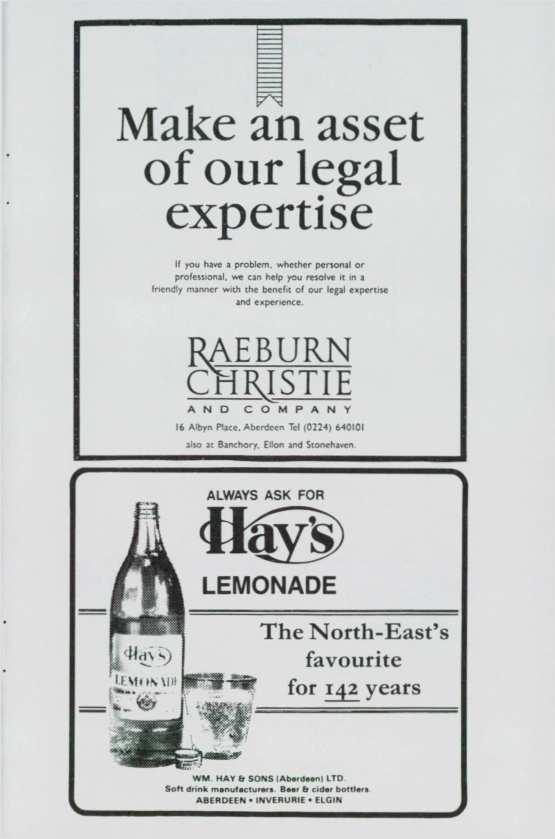 Make an asset
of our legal
expertise
If you have a problem, whether personal or
professional, we can help you resolve it in a
friendly manner with the benefit of our legal expertise
and experience.
RAEBURN
CHRISTIE
AND COMPANY
16 Albyn Place, Aberdeen Tel (0224) 640101
also at Banchory, Ellon and Stonehaven.
ALWAYS ASK FOR
Hay's
LEMONADE
The North-East's
favourite
for 142 years
Hay's
LEMONADE
WM. HAY & SONS (Aberdeen) LTD.
Soft drink manufacturers. Beer & cider bottlers.
ABERDEEN • INVERURIE • ELGIN